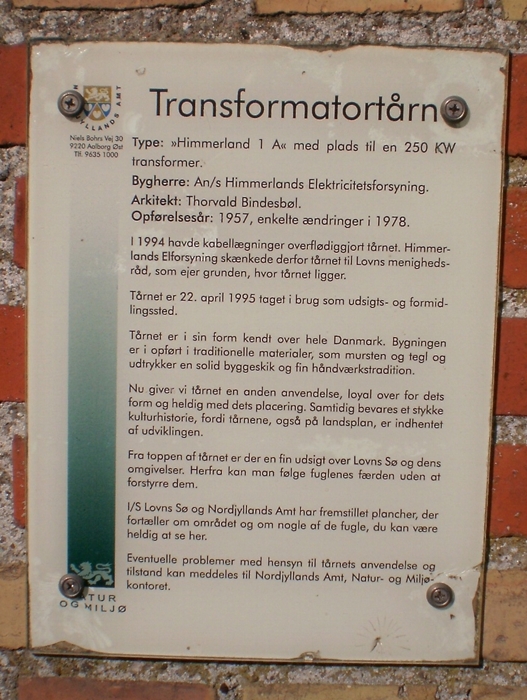 Transformatortårn
LLANDS AMT
Niels Bohrs Vej 30
9220 Aalborg Øst
Tlf. 9635 1000
Type: »Himmerland 1 A« med plads til en 250 KW
transformer.
Bygherre: An/s Himmerlands Elektricitetsforsyning.
Arkitekt: Thorvald Bindesbøl.
Opførelsesår: 1957, enkelte ændringer i 1978.
I 1994 havde kabellægninger overflødiggjort tårnet. Himmer-
lands Elforsyning skænkede derfor tårnet til Lovns menigheds-
råd, som ejer grunden, hvor tårnet ligger.
Tårnet er 22. april 1995 taget i brug som udsigts- og formid-
lingssted.
Tårnet er i sin form kendt over hele Danmark. Bygningen
er i opført i traditionelle materialer, som mursten og tegl og
udtrykker en solid byggeskik og fin håndværkstradition.
Nu giver vi tårnet en anden anvendelse, loyal over for dets
form og heldig med dets placering. Samtidig bevares et stykke
kulturhistorie, fordi tårnene, også på landsplan, er indhentet
af udviklingen.
Fra toppen af tårnet er der en fin udsigt over Lovns Sø og dens
omgivelser. Herfra kan man følge fuglenes færden uden at
forstyrre dem.
I/S Lovns Sø og Nordjyllands Amt har fremstillet plancher, der
fortæller om området og om nogle af de fugle, du kan være
heldig at se her.
Eventuelle problemer med hensyn til tårnets anvendelse og
tilstand kan meddeles til Nordjyllands Amt, Natur- og Miljø-
kontoret.
ATUR
OG MILJØ